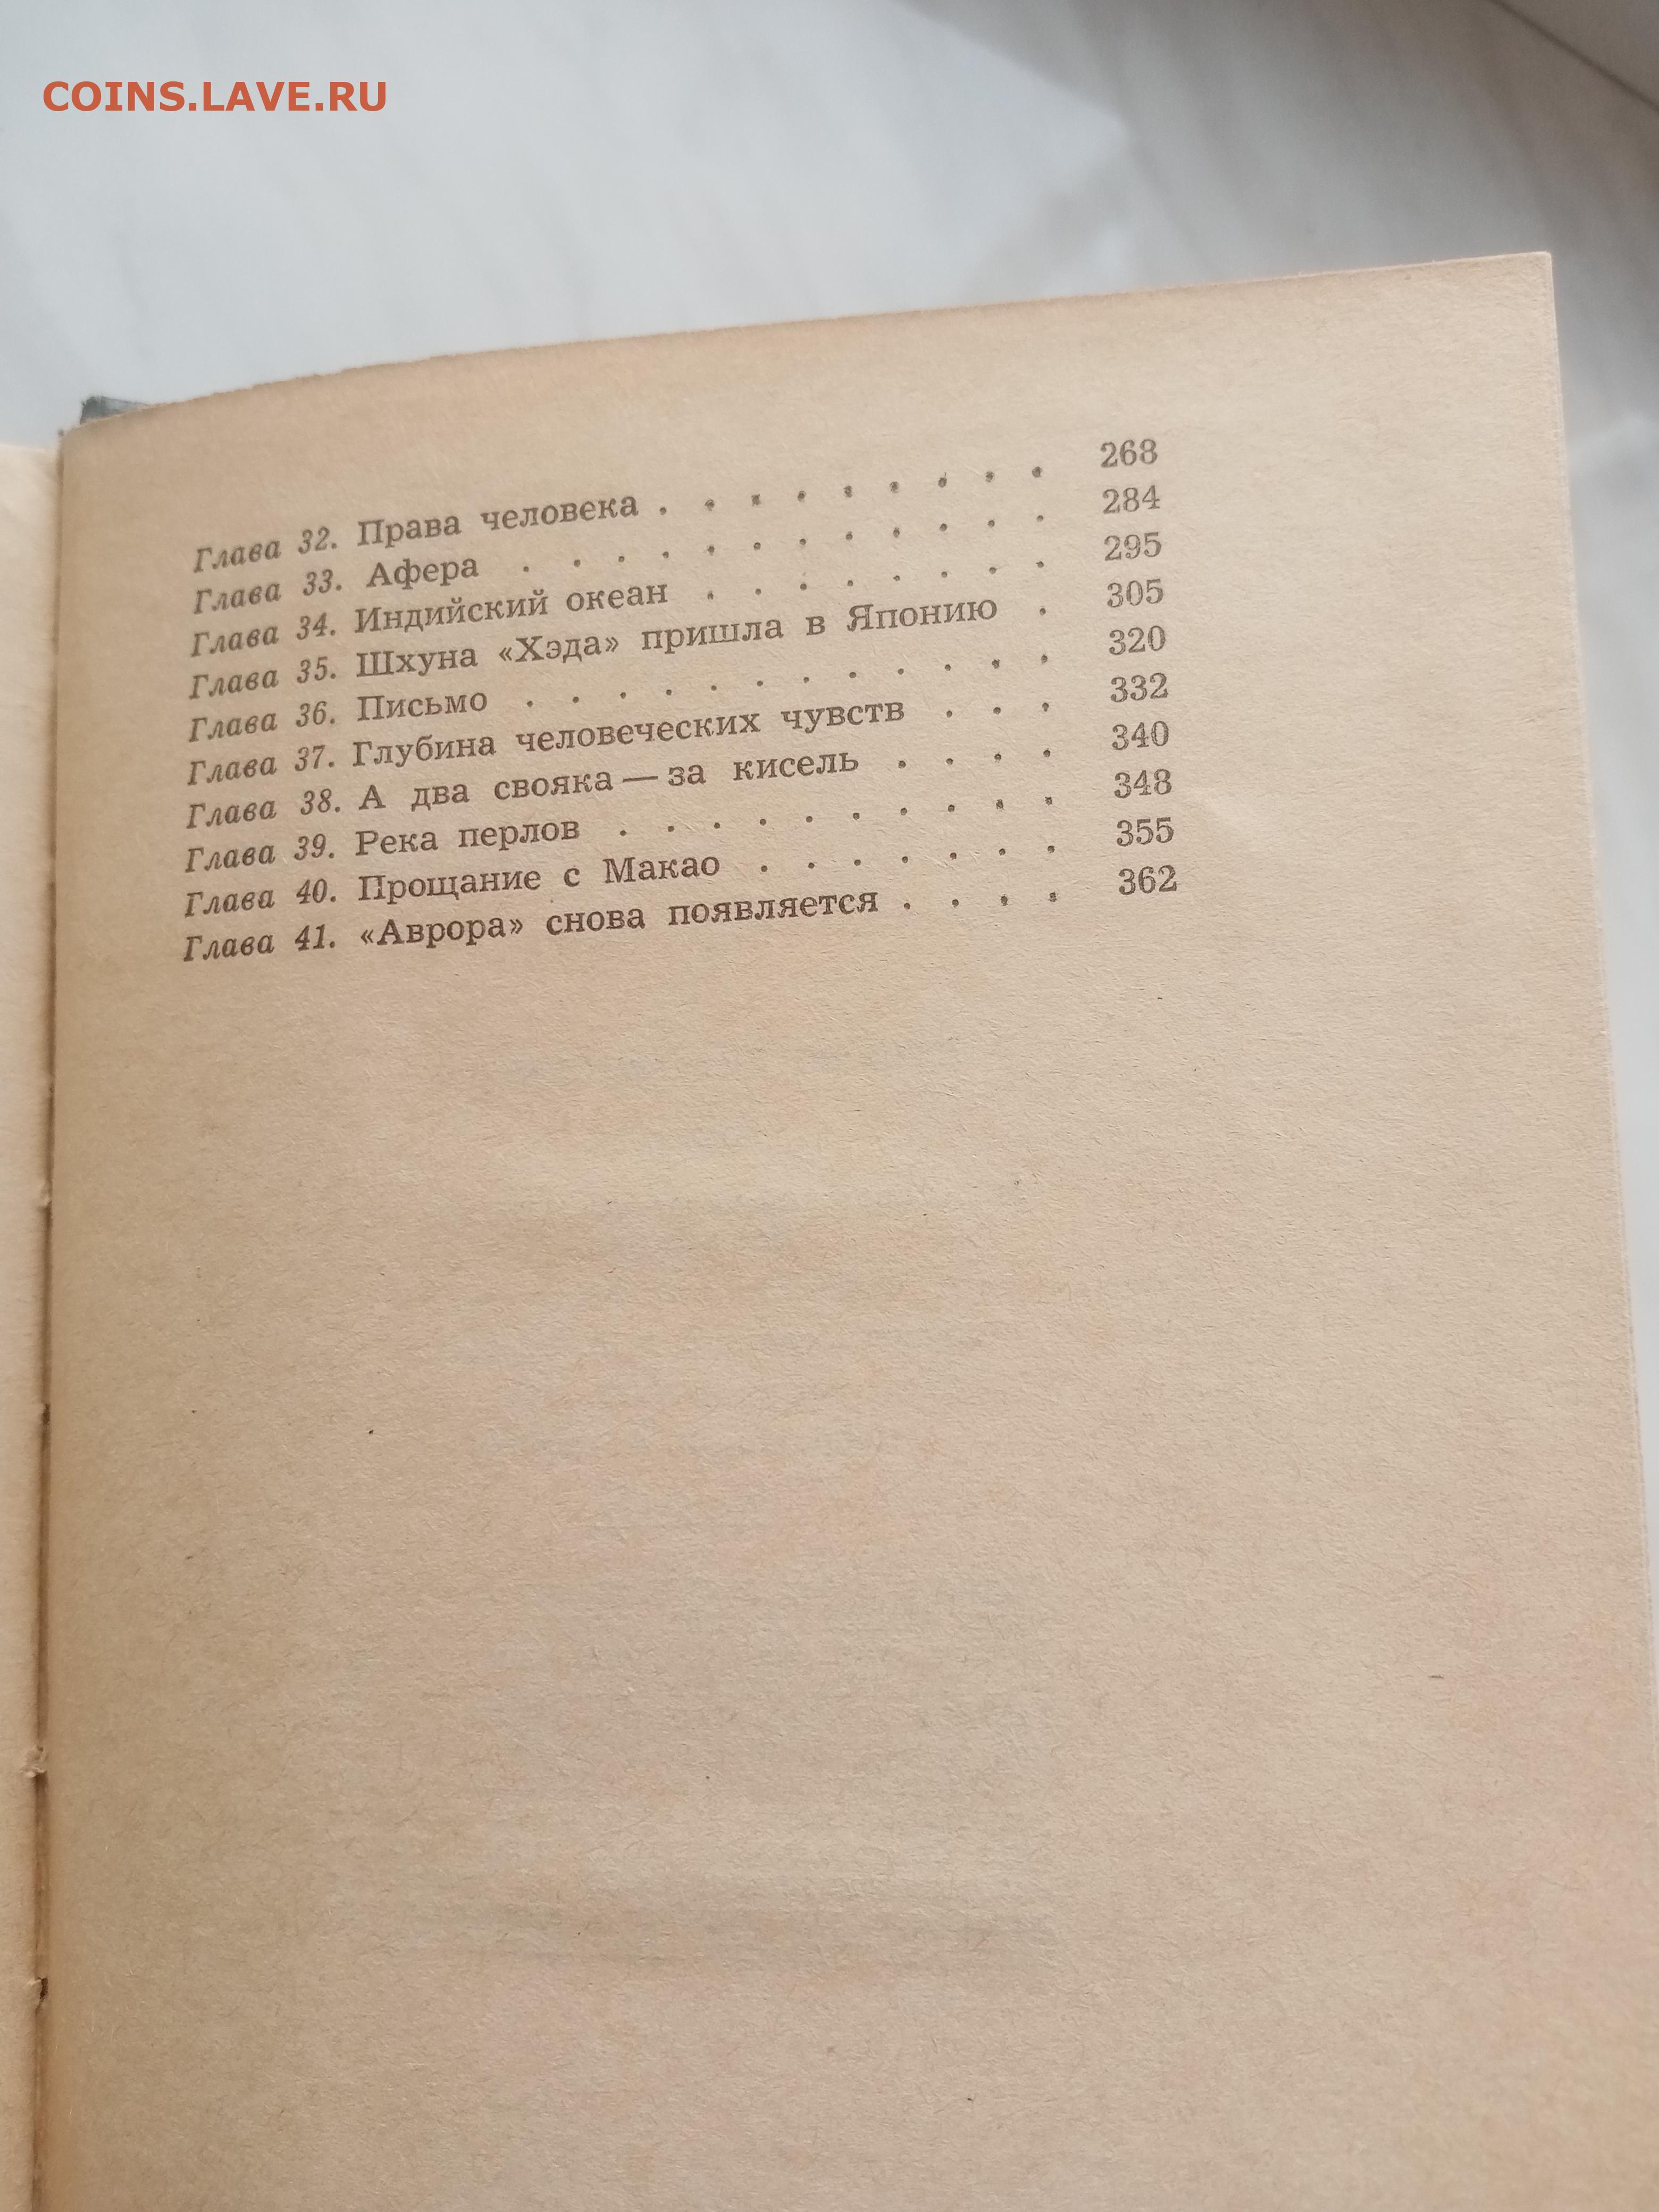 COINS.LAVE.RU
Глава 32. Права человека . . . . . . . . . 268
Глава 33. Афера . . . . . . . . . . . . 284
Глава 34. Индийский океан . . . . . . . . 295
Глава 35. Шхуна «Хэда» пришла в Японию . 305
Глава 36. Письмо . . . . . . . . . . . . 320
Глава 37. Глубина человеческих чувств . . . 332
Глава 38. А два свояка — за кисель . . . . 340
Глава 39. Река перлов . . . . . . . . . . 348
Глава 40. Прощание с Макао . . . . . . . 355
Глава 41. «Аврора» снова появляется . . . . 362